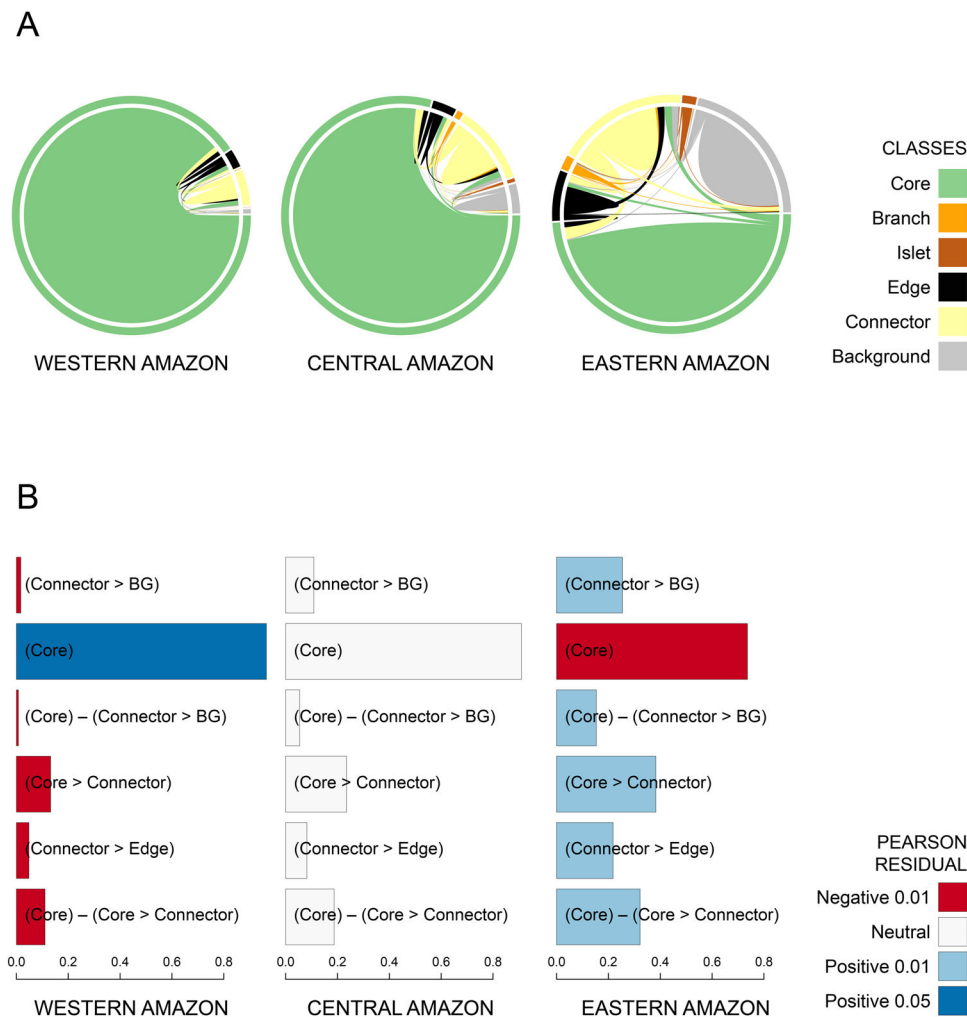 A
CLASSES
Core
Branch
Islet
Edge
Connector
Background
WESTERN AMAZON
CENTRAL AMAZON
EASTERN AMAZON
B
(Connector > BG)
(Core)
(Core) – (Connector > BG)
(Core > Connector)
(Connector > Edge)
(Core) – (Core > Connector)
0.0 0.2 0.4 0.6 0.8
WESTERN AMAZON
(Connector > BG)
(Core)
(Core) – (Connector > BG)
(Core > Connector)
(Connector > Edge)
(Core) – (Core > Connector)
0.0 0.2 0.4 0.6 0.8
CENTRAL AMAZON
(Connector > BG)
(Core)
(Core) – (Connector > BG)
(Core > Connector)
(Connector > Edge)
(Core) – (Core > Connector)
0.0 0.2 0.4 0.6 0.8
EASTERN AMAZON
PEARSON
RESIDUAL
Negative 0.01
Neutral
Positive 0.01
Positive 0.05